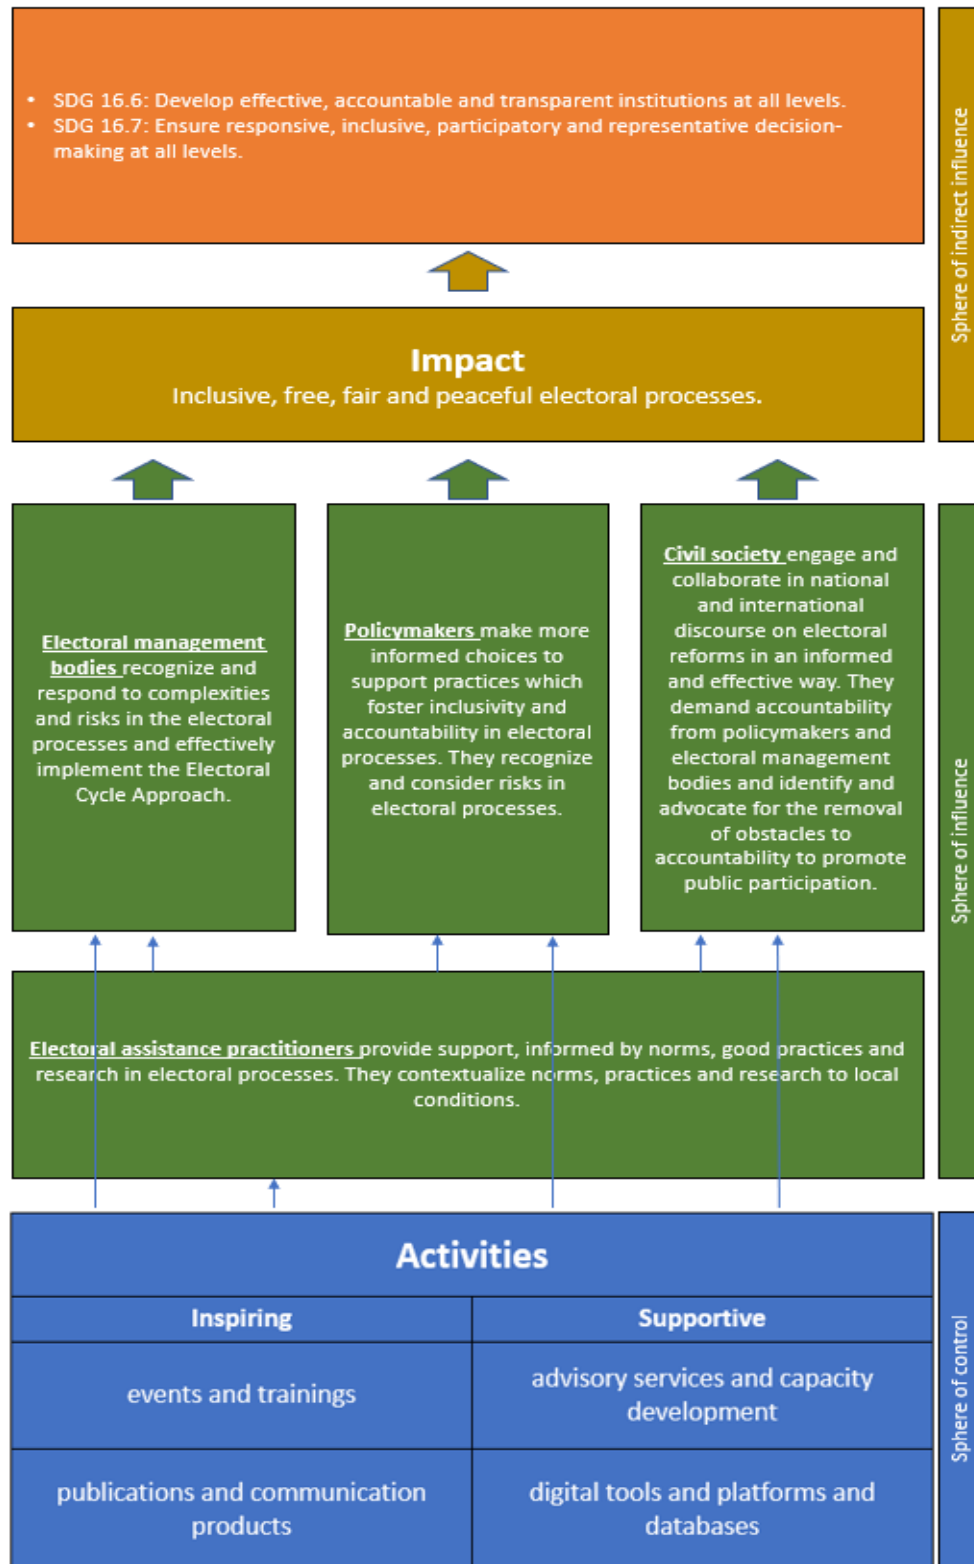 • SDG 16.6: Develop effective, accountable and transparent institutions at all levels.
• SDG 16.7: Ensure responsive, inclusive, participatory and representative decision-
making at all levels.
Sphere of indirect influence
Impact
Inclusive, free, fair and peaceful electoral processes.
Electoral management
bodies recognize and
respond to complexities
and risks in the electoral
processes and effectively
implement the Electoral
Cycle Approach.
Policymakers make more
informed choices to
support practices which
foster inclusivity and
accountability in electoral
processes. They recognize
and consider risks in
electoral processes.
Civil society engage and
collaborate in national
and international
discourse on electoral
reforms in an informed
and effective way. They
demand accountability
from policymakers and
electoral management
bodies and identify and
advocate for the removal
of obstacles to
accountability to promote
public participation.
Sphere of influence
Electoral assistance practitioners provide support, informed by norms, good practices and
research in electoral processes. They contextualize norms, practices and research to local
conditions.
Activities
Inspiring
Supportive
events and trainings
advisory services and capacity
development
publications and communication
products
digital tools and platforms and
databases
Sphere of control